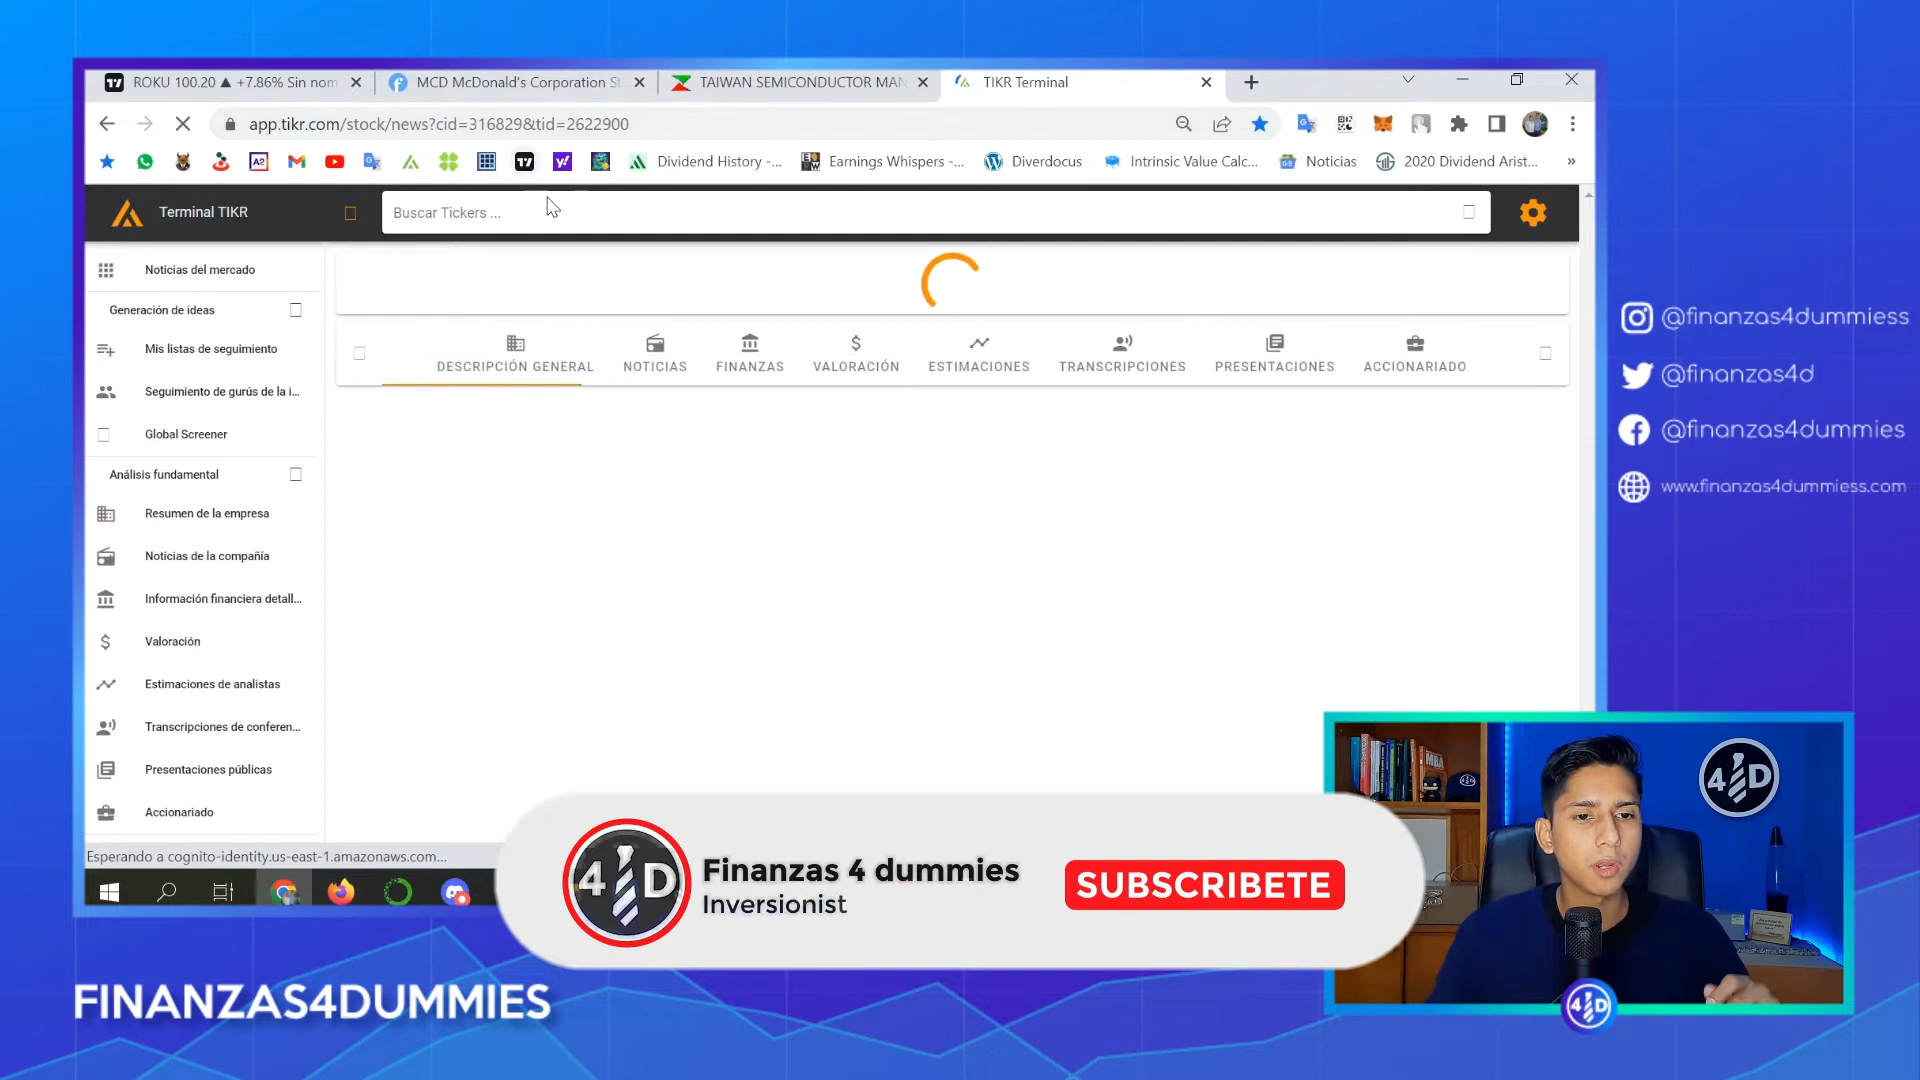 ROKU 100.20 ▲ +7.86% Sin nom
MCD McDonald's Corporation St
TAIWAN SEMICONDUCTOR MAN
TIKR Terminal
app.tikr.com/stock/news?cid=316829&tid=2622900
Dividend History -...
Earnings Whispers -...
Diverdocus
Intrinsic Value Calc...
Noticias
2020 Dividend Arist...
»
Terminal TIKR
Buscar Tickers ...
Noticias del mercado
Generación de ideas
Mis listas de seguimiento
Seguimiento de gurús de la i...
Global Screener
Análisis fundamental
Resumen de la empresa
Noticias de la compañía
Información financiera detall...
Valoración
Estimaciones de analistas
Transcripciones de conferen...
Presentaciones públicas
Accionariado
DESCRIPCIÓN GENERAL
NOTICIAS
FINANZAS
VALORACIÓN
ESTIMACIONES
TRANSCRIPCIONES
PRESENTACIONES
ACCIONARIADO
Esperando a cognito-identity.us-east-1.amazonaws.com...
@finanzas4dummiess
@finanzas4d
@finanzas4dummies
www.finanzas4dummiess.com
MBA
4D
4D
Finanzas 4 dummies
Inversionist
SUBSCRIBETE
4D
FINANZAS4DUMMIES